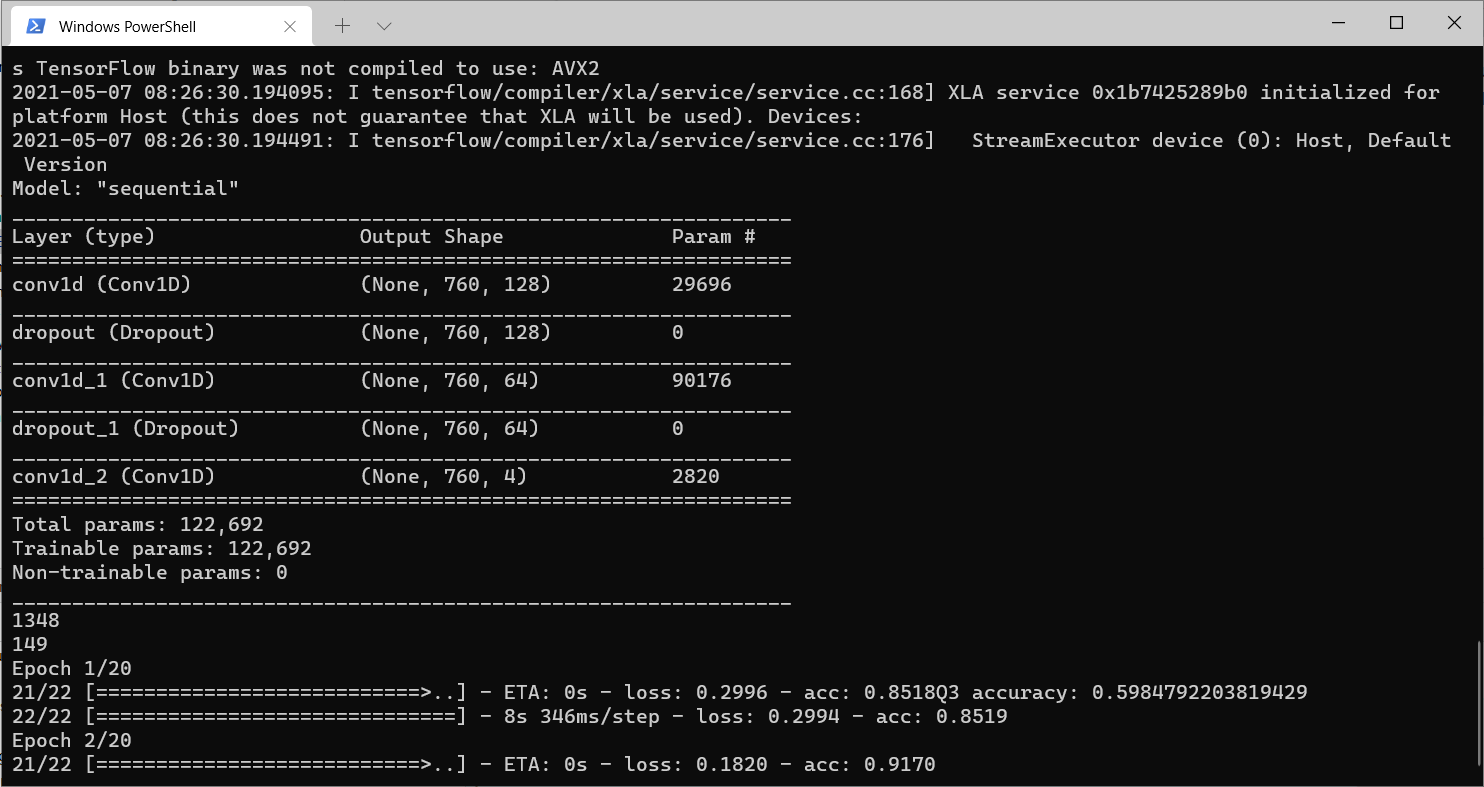 Windows PowerShell
s TensorFlow binary was not compiled to use: AVX2
2021-05-07 08:26:30.194095: I tensorflow/compiler/xla/service/service.cc:168] XLA service 0x1b7425289b0 initialized for
platform Host (this does not guarantee that XLA will be used). Devices:
2021-05-07 08:26:30.194491: I tensorflow/compiler/xla/service/service.cc:176]   StreamExecutor device (0): Host, Default
 Version
Model: "sequential"
_________________________________________________________________
Layer (type)                 Output Shape              Param #
=================================================================
conv1d (Conv1D)              (None, 760, 128)          29696
_________________________________________________________________
dropout (Dropout)            (None, 760, 128)          0
_________________________________________________________________
conv1d_1 (Conv1D)            (None, 760, 64)           90176
_________________________________________________________________
dropout_1 (Dropout)          (None, 760, 64)           0
_________________________________________________________________
conv1d_2 (Conv1D)            (None, 760, 4)            2820
=================================================================
Total params: 122,692
Trainable params: 122,692
Non-trainable params: 0
_________________________________________________________________
1348
149
Epoch 1/20
21/22 [===========================>..] - ETA: 0s - loss: 0.2996 - acc: 0.8518Q3 accuracy: 0.5984792203819429
22/22 [==============================] - 8s 346ms/step - loss: 0.2994 - acc: 0.8519
Epoch 2/20
21/22 [===========================>..] - ETA: 0s - loss: 0.1820 - acc: 0.9170